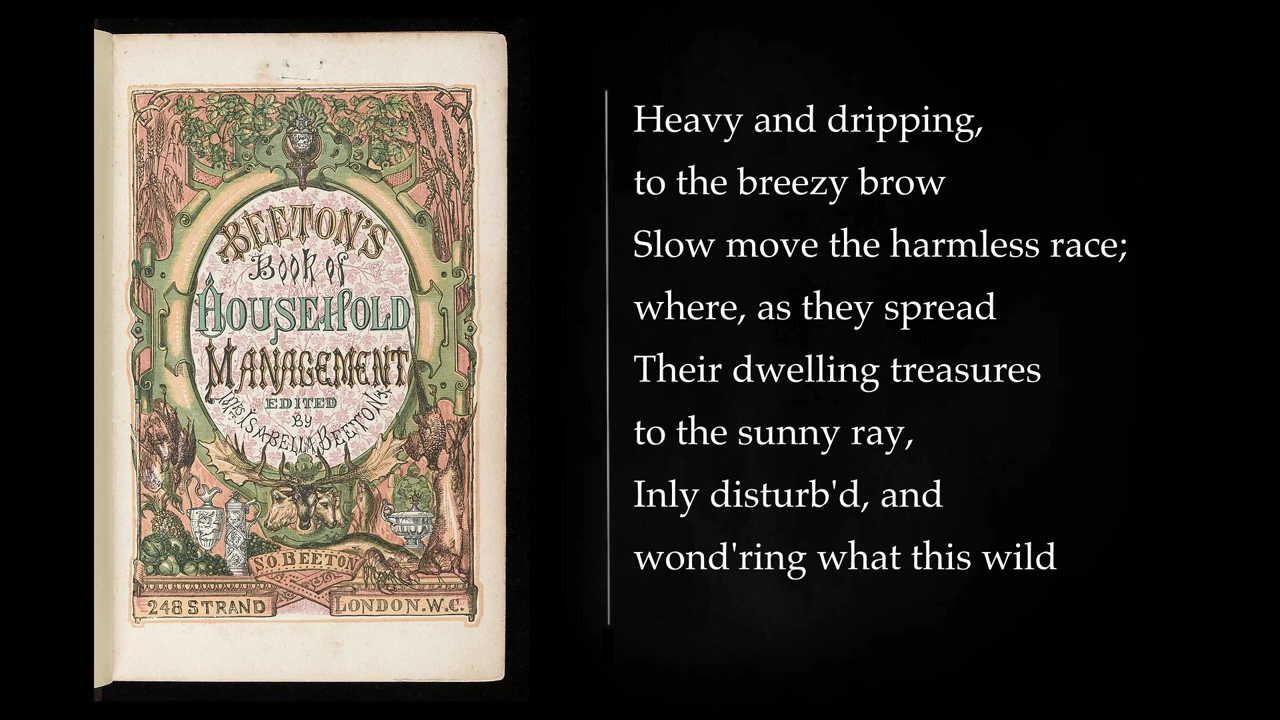 BEETON'S
Book of
HOUSEHOLD
MANAGEMENT
EDITED
BY
MRS ISABELLA BEETON
S.O. BEETON
248 STRAND
LONDON. W.C.
Heavy and dripping,
to the breezy brow
Slow move the harmless race;
where, as they spread
Their dwelling treasures
to the sunny ray,
Inly disturb'd, and
wond'ring what this wild